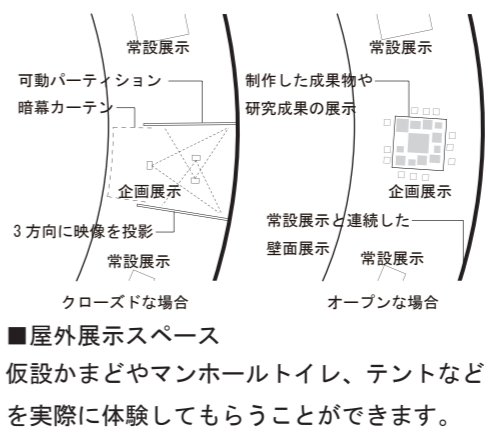 常設展示
可動パーティション
暗幕カーテン
企画展示
3方向に映像を投影
常設展示
クローズドな場合
常設展示
制作した成果物や
研究成果の展示
企画展示
常設展示と連続した
壁面展示
常設展示
オープンな場合
■屋外展示スペース
仮設かまどやマンホールトイレ、テントなど
を実際に体験してもらうことができます。